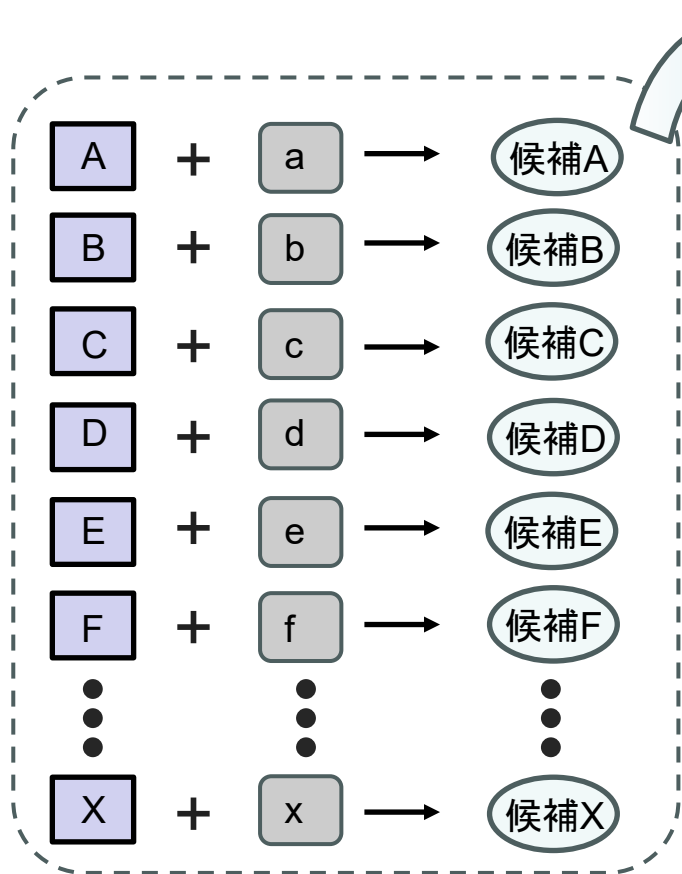 A + a → 候補A
B + b → 候補B
C + c → 候補C
D + d → 候補D
E + e → 候補E
F + f → 候補F
X + x → 候補X